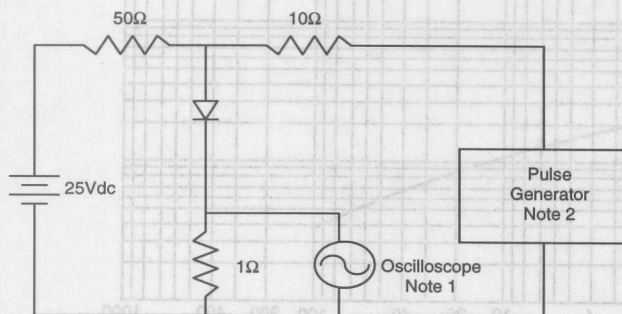 50Ω
10Ω
25Vdc
Pulse
Generator
Note 2
1Ω
Oscilloscope
Note 1